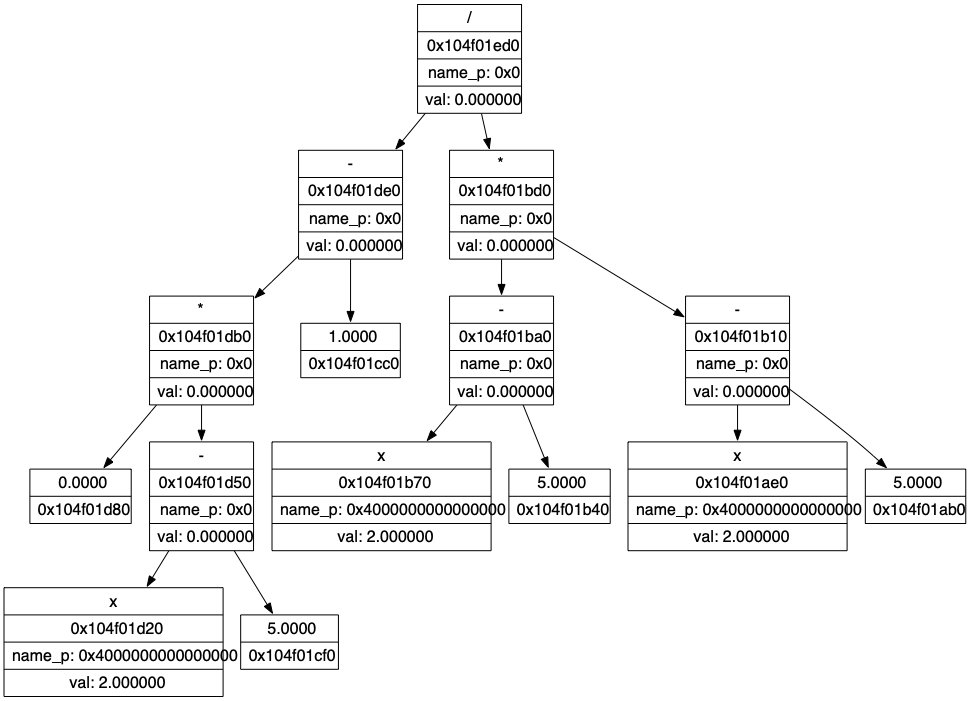 /
0x104f01ed0
name_p: 0x0
val: 0.000000
-
0x104f01de0
name_p: 0x0
val: 0.000000
*
0x104f01bd0
name_p: 0x0
val: 0.000000
*
0x104f01db0
name_p: 0x0
val: 0.000000
1.0000
0x104f01cc0
-
0x104f01ba0
name_p: 0x0
val: 0.000000
-
0x104f01b10
name_p: 0x0
val: 0.000000
0.0000
0x104f01d80
-
0x104f01d50
name_p: 0x0
val: 0.000000
x
0x104f01b70
name_p: 0x4000000000000000
val: 2.000000
5.0000
0x104f01b40
x
0x104f01ae0
name_p: 0x4000000000000000
val: 2.000000
5.0000
0x104f01ab0
x
0x104f01d20
name_p: 0x4000000000000000
val: 2.000000
5.0000
0x104f01cf0